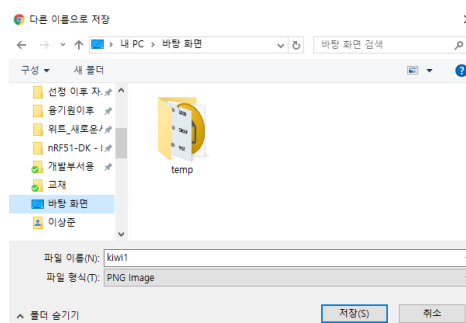 다른 이름으로 저장
내 PC > 바탕 화면
바탕 화면 검색
구성
새 폴더
선정 이후 자.
용기원이후
위트_새로운
nRF51-DK - I
개발부서용
교재
바탕 화면
이상준
temp
파일 이름(N): kiwi1
파일 형식(T): PNG Image
폴더 숨기기
저장(S)
취소